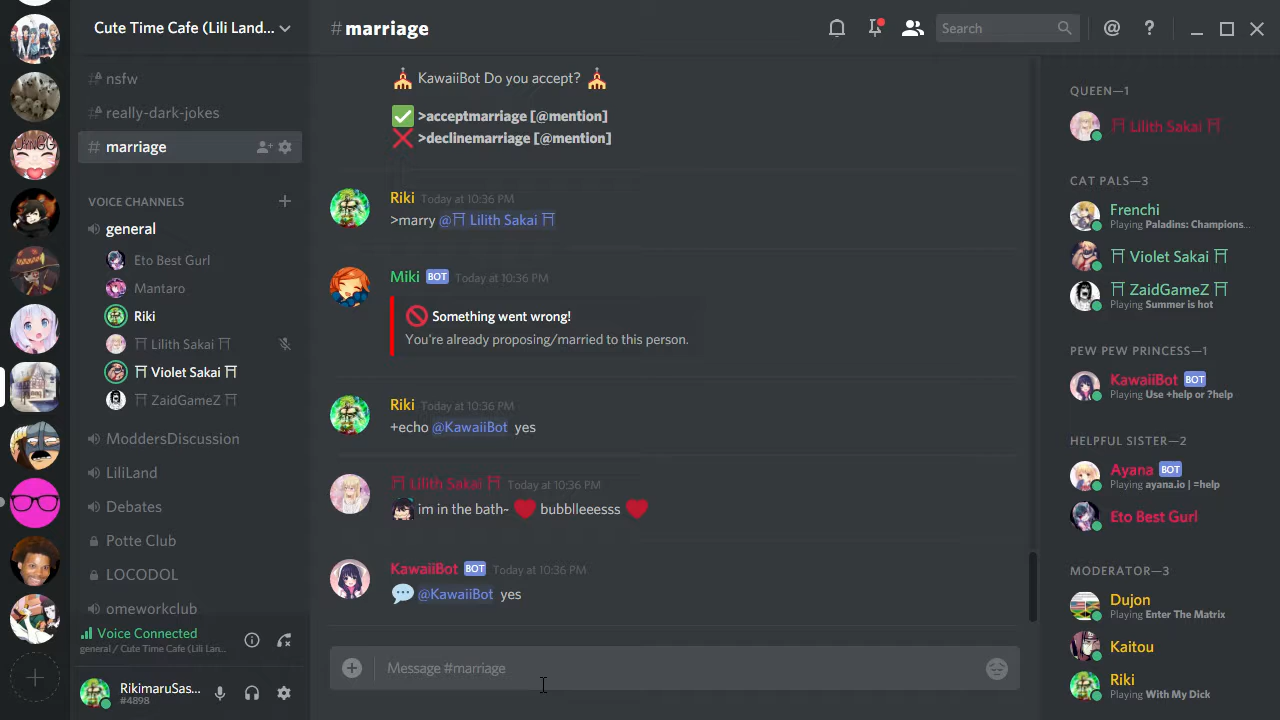 Cute Time Cafe (Lili Land...
# marriage
Search
@
?
# nsfw
# really-dark-jokes
# marriage
VOICE CHANNELS
general
Eto Best Gurl
Mantaro
Riki
⛩ Lilith Sakai ⛩
⛩ Violet Sakai ⛩
⛩ ZaidGameZ ⛩
ModdersDiscussion
LiliLand
Debates
Potte Club
LOCODOL
omeworkclub
Voice Connected
general / Cute Time Cafe (Lili Lan...
RikimaruSas...
#4898
KawaiiBot Do you accept?
>acceptmarriage [@mention]
>declinemarriage [@mention]
Riki Today at 10:36 PM
>marry @⛩ Lilith Sakai ⛩
Miki BOT Today at 10:36 PM
Something went wrong!
You're already proposing/married to this person.
Riki Today at 10:36 PM
+echo @KawaiiBot yes
⛩ Lilith Sakai ⛩ Today at 10:36 PM
im in the bath~ ❤ bubblleeesss ❤
KawaiiBot BOT Today at 10:36 PM
@KawaiiBot yes
Message #marriage
QUEEN—1
⛩ Lilith Sakai ⛩
CAT PALS—3
Frenchi
Playing Paladins: Champions...
⛩ Violet Sakai ⛩
⛩ ZaidGameZ ⛩
Playing Summer is hot
PEW PEW PRINCESS—1
KawaiiBot BOT
Playing Use +help or ?help
HELPFUL SISTER—2
Ayana BOT
Playing ayana.io | =help
Eto Best Gurl
MODERATOR—3
Dujon
Playing Enter The Matrix
Kaitou
Riki
Playing With My Dick